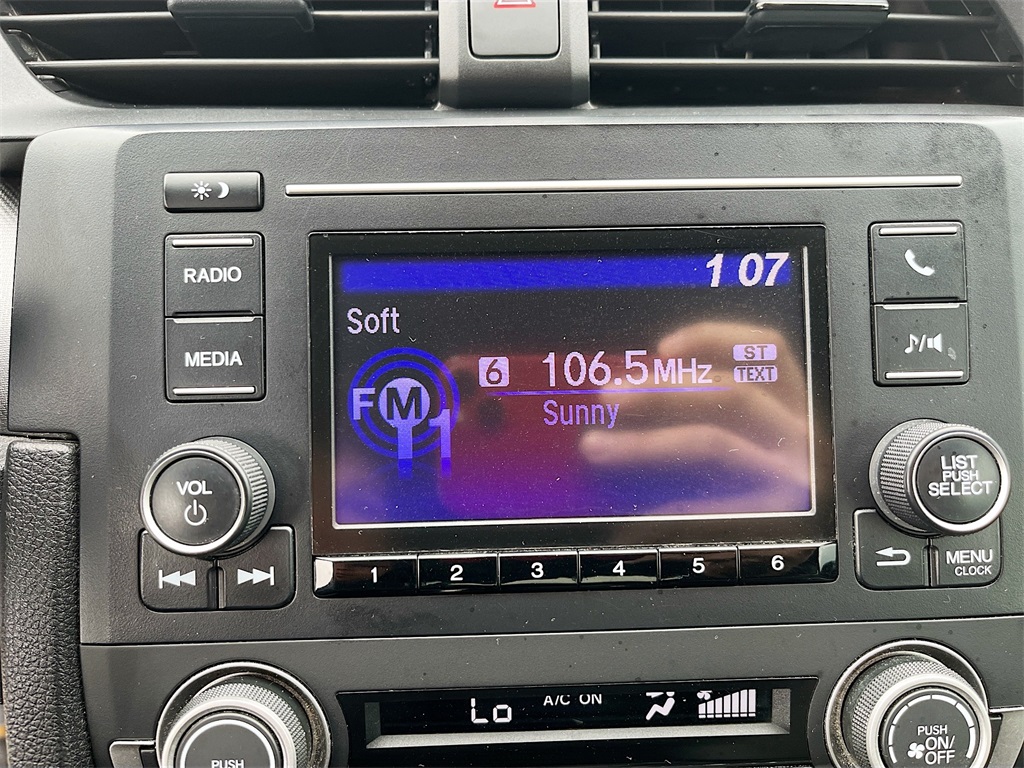 RADIO
MEDIA
1 07
Soft
FM1
6 106.5MHz ST
TEXT
Sunny
VOL
LIST
PUSH
SELECT
MENU
CLOCK
1 2 3 4 5 6
Lo A/C ON
PUSH
PUSH
ON/
OFF